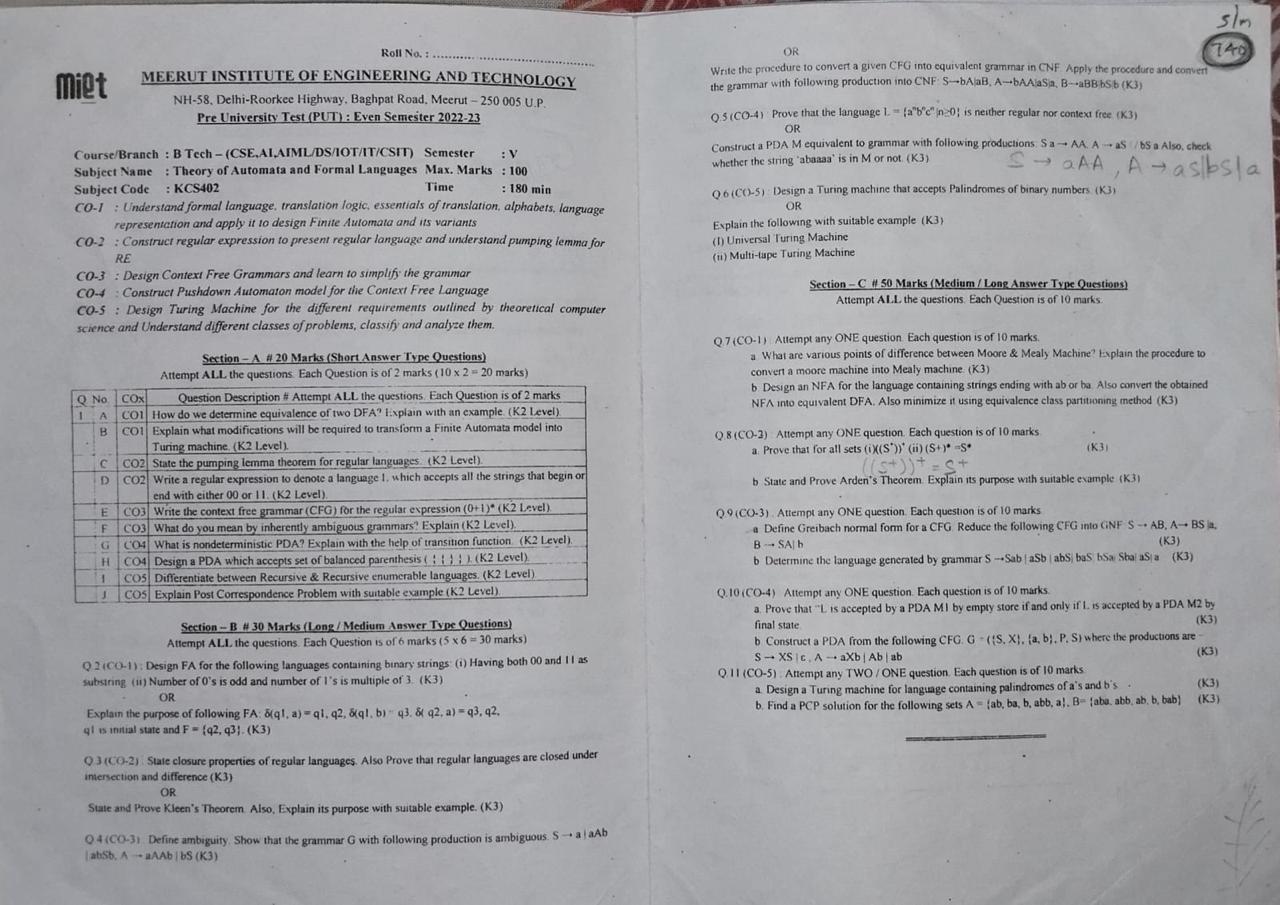 Roll No. : ............................................
miet
MEERUT INSTITUTE OF ENGINEERING AND TECHNOLOGY
NH-58, Delhi-Roorkee Highway, Baghpat Road, Meerut – 250 005 U.P.
Pre University Test (PUT) : Even Semester 2022-23
Course/Branch : B Tech – (CSE,AI,AIML/DS/IOT/IT/CSIT) Semester : V
Subject Name : Theory of Automata and Formal Languages Max. Marks : 100
Subject Code : KCS402 Time : 180 min
CO-1 : Understand formal language, translation logic, essentials of translation, alphabets, language
representation and apply it to design Finite Automata and its variants
CO-2 : Construct regular expression to present regular language and understand pumping lemma for
RE
CO-3 : Design Context Free Grammars and learn to simplify the grammar
CO-4 : Construct Pushdown Automaton model for the Context Free Language
CO-5 : Design Turing Machine for the different requirements outlined by theoretical computer
science and Understand different classes of problems, classify and analyze them.
Section – A # 20 Marks (Short Answer Type Questions)
Attempt ALL the questions. Each Question is of 2 marks (10 x 2 = 20 marks)
Q No. COx Question Description # Attempt ALL the questions. Each Question is of 2 marks
1 A CO1 How do we determine equivalence of two DFA? Explain with an example. (K2 Level)
B CO1 Explain what modifications will be required to transform a Finite Automata model into
Turing machine. (K2 Level).
C CO2 State the pumping lemma theorem for regular languages. (K2 Level).
D CO2 Write a regular expression to denote a language L which accepts all the strings that begin or
end with either 00 or 11. (K2 Level).
E CO3 Write the context free grammar (CFG) for the regular expression (0+1)* (K2 Level)
F CO3 What do you mean by inherently ambiguous grammars? Explain (K2 Level).
G CO4 What is nondeterministic PDA? Explain with the help of transition function. (K2 Level).
H CO4 Design a PDA which accepts set of balanced parenthesis ( { { } } ). (K2 Level)
I CO5 Differentiate between Recursive & Recursive enumerable languages. (K2 Level)
J CO5 Explain Post Correspondence Problem with suitable example (K2 Level)
Section – B # 30 Marks (Long / Medium Answer Type Questions)
Attempt ALL the questions. Each Question is of 6 marks (5 x 6 = 30 marks)
Q.2 (CO-1) : Design FA for the following languages containing binary strings: (i) Having both 00 and 11 as
substring (ii) Number of 0's is odd and number of 1's is multiple of 3. (K3)
OR
Explain the purpose of following FA: δ(q1, a) = q1, q2, δ(q1, b) = q3, δ( q2, a) = q3, q2,
q1 is initial state and F = {q2, q3}. (K3)
Q.3 (CO-2) : State closure properties of regular languages. Also Prove that regular languages are closed under
intersection and difference (K3)
OR
State and Prove Kleen's Theorem. Also, Explain its purpose with suitable example. (K3)
Q 4 (CO-3) Define ambiguity. Show that the grammar G with following production is ambiguous. S → a | aAb
| abSb, A → aAAb | bS (K3)
S/m
740
OR
Write the procedure to convert a given CFG into equivalent grammar in CNF. Apply the procedure and convert
the grammar with following production into CNF: S→bA|aB, A→bAA|aS|a, B→aBB|bS|b (K3)
Q.5 (CO-4) Prove that the language L = {aⁿbⁿcⁿ |n≥0} is neither regular nor context free. (K3)
OR
Construct a PDA M equivalent to grammar with following productions: S a → AA, A → aS / bS a Also, check
whether the string 'abaaaa' is in M or not. (K3)
S → aAA , A → aS|bS|a
Q 6 (CO-5) : Design a Turing machine that accepts Palindromes of binary numbers. (K3)
OR
Explain the following with suitable example (K3)
(I) Universal Turing Machine
(ii) Multi-tape Turing Machine
Section – C # 50 Marks (Medium / Long Answer Type Questions)
Attempt ALL the questions. Each Question is of 10 marks.
Q.7 (CO-1) : Attempt any ONE question. Each question is of 10 marks.
a. What are various points of difference between Moore & Mealy Machine? Explain the procedure to
convert a moore machine into Mealy machine. (K3)
b. Design an NFA for the language containing strings ending with ab or ba. Also convert the obtained
NFA into equivalent DFA. Also minimize it using equivalence class partitioning method (K3)
Q.8 (CO-2) : Attempt any ONE question. Each question is of 10 marks.
a. Prove that for all sets (i)((S⁺))⁺ (ii) (S+)* =S* (K3)
((S+))+ = S+
b State and Prove Arden's Theorem. Explain its purpose with suitable example (K3)
Q.9 (CO-3) : Attempt any ONE question. Each question is of 10 marks
a. Define Greibach normal form for a CFG. Reduce the following CFG into GNF: S → AB, A→ BS |a,
B → SA| b (K3)
b Determine the language generated by grammar S →Sab | aSb | abS| baS| bSa| Sba| aS| a (K3)
Q.10 (CO-4) Attempt any ONE question. Each question is of 10 marks.
a. Prove that "L is accepted by a PDA M1 by empty store if and only if L is accepted by a PDA M2 by
final state. (K3)
b. Construct a PDA from the following CFG. G = ({S, X}, {a, b}, P, S) where the productions are –
S → XS | ε , A → aXb | Ab | ab (K3)
Q.11 (CO-5) : Attempt any TWO / ONE question. Each question is of 10 marks.
a. Design a Turing machine for language containing palindromes of a's and b's . (K3)
b. Find a PCP solution for the following sets A = {ab, ba, b, abb, a}, B= {aba, abb, ab, b, bab} (K3)